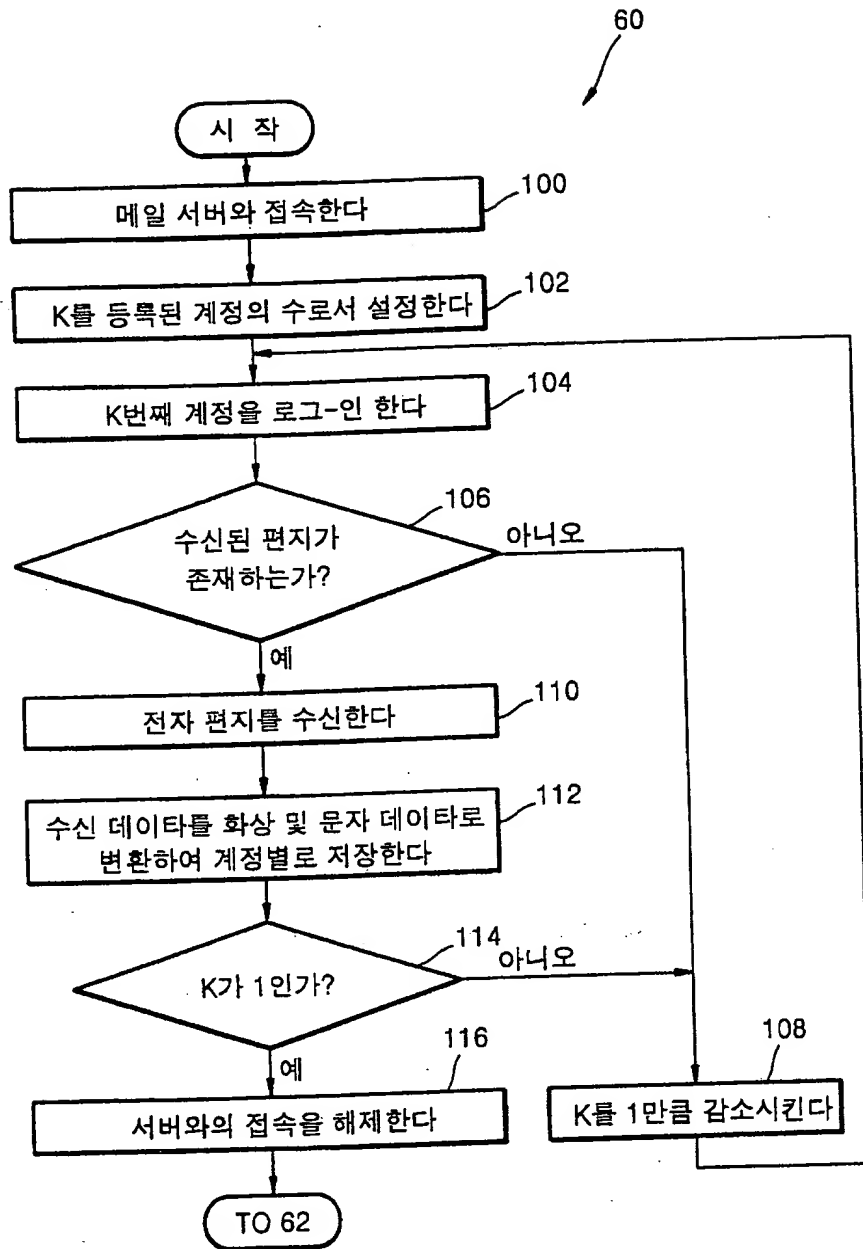 60
시 작
100
메일 서버와 접속한다
102
K를 등록된 계정의 수로서 설정한다
104
K번째 계정을 로그-인 한다
106
수신된 편지가
존재하는가?
아니오
예
110
전자 편지를 수신한다
112
수신 데이타를 화상 및 문자 데이타로
변환하여 계정별로 저장한다
114
K가 1인가?
아니오
예
116
서버와의 접속을 해제한다
108
K를 1만큼 감소시킨다
TO 62